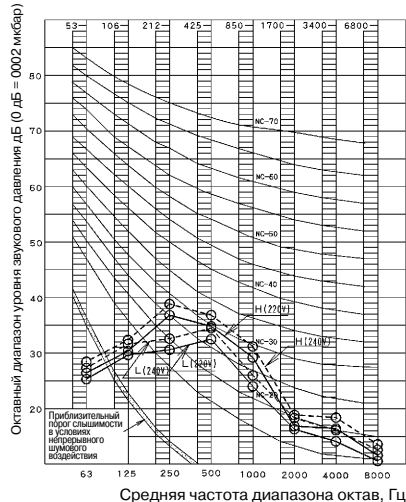 Октавный диапазон уровня звукового давления дБ (0 дБ = 0002 мкбар)
53 106 212 425 850 1700 3400 6800
80
70
60
50
40
30
20
NC-70
NC-60
NC-50
NC-40
NC-30
NC-20
H(220V)
H(240V)
L(240V)
L(220V)
Приблизительный
порог слышимости
в условиях
непрерывного
шумового
воздействия
63 125 250 500 1000 2000 4000 8000
Средняя частота диапазона октав, Гц